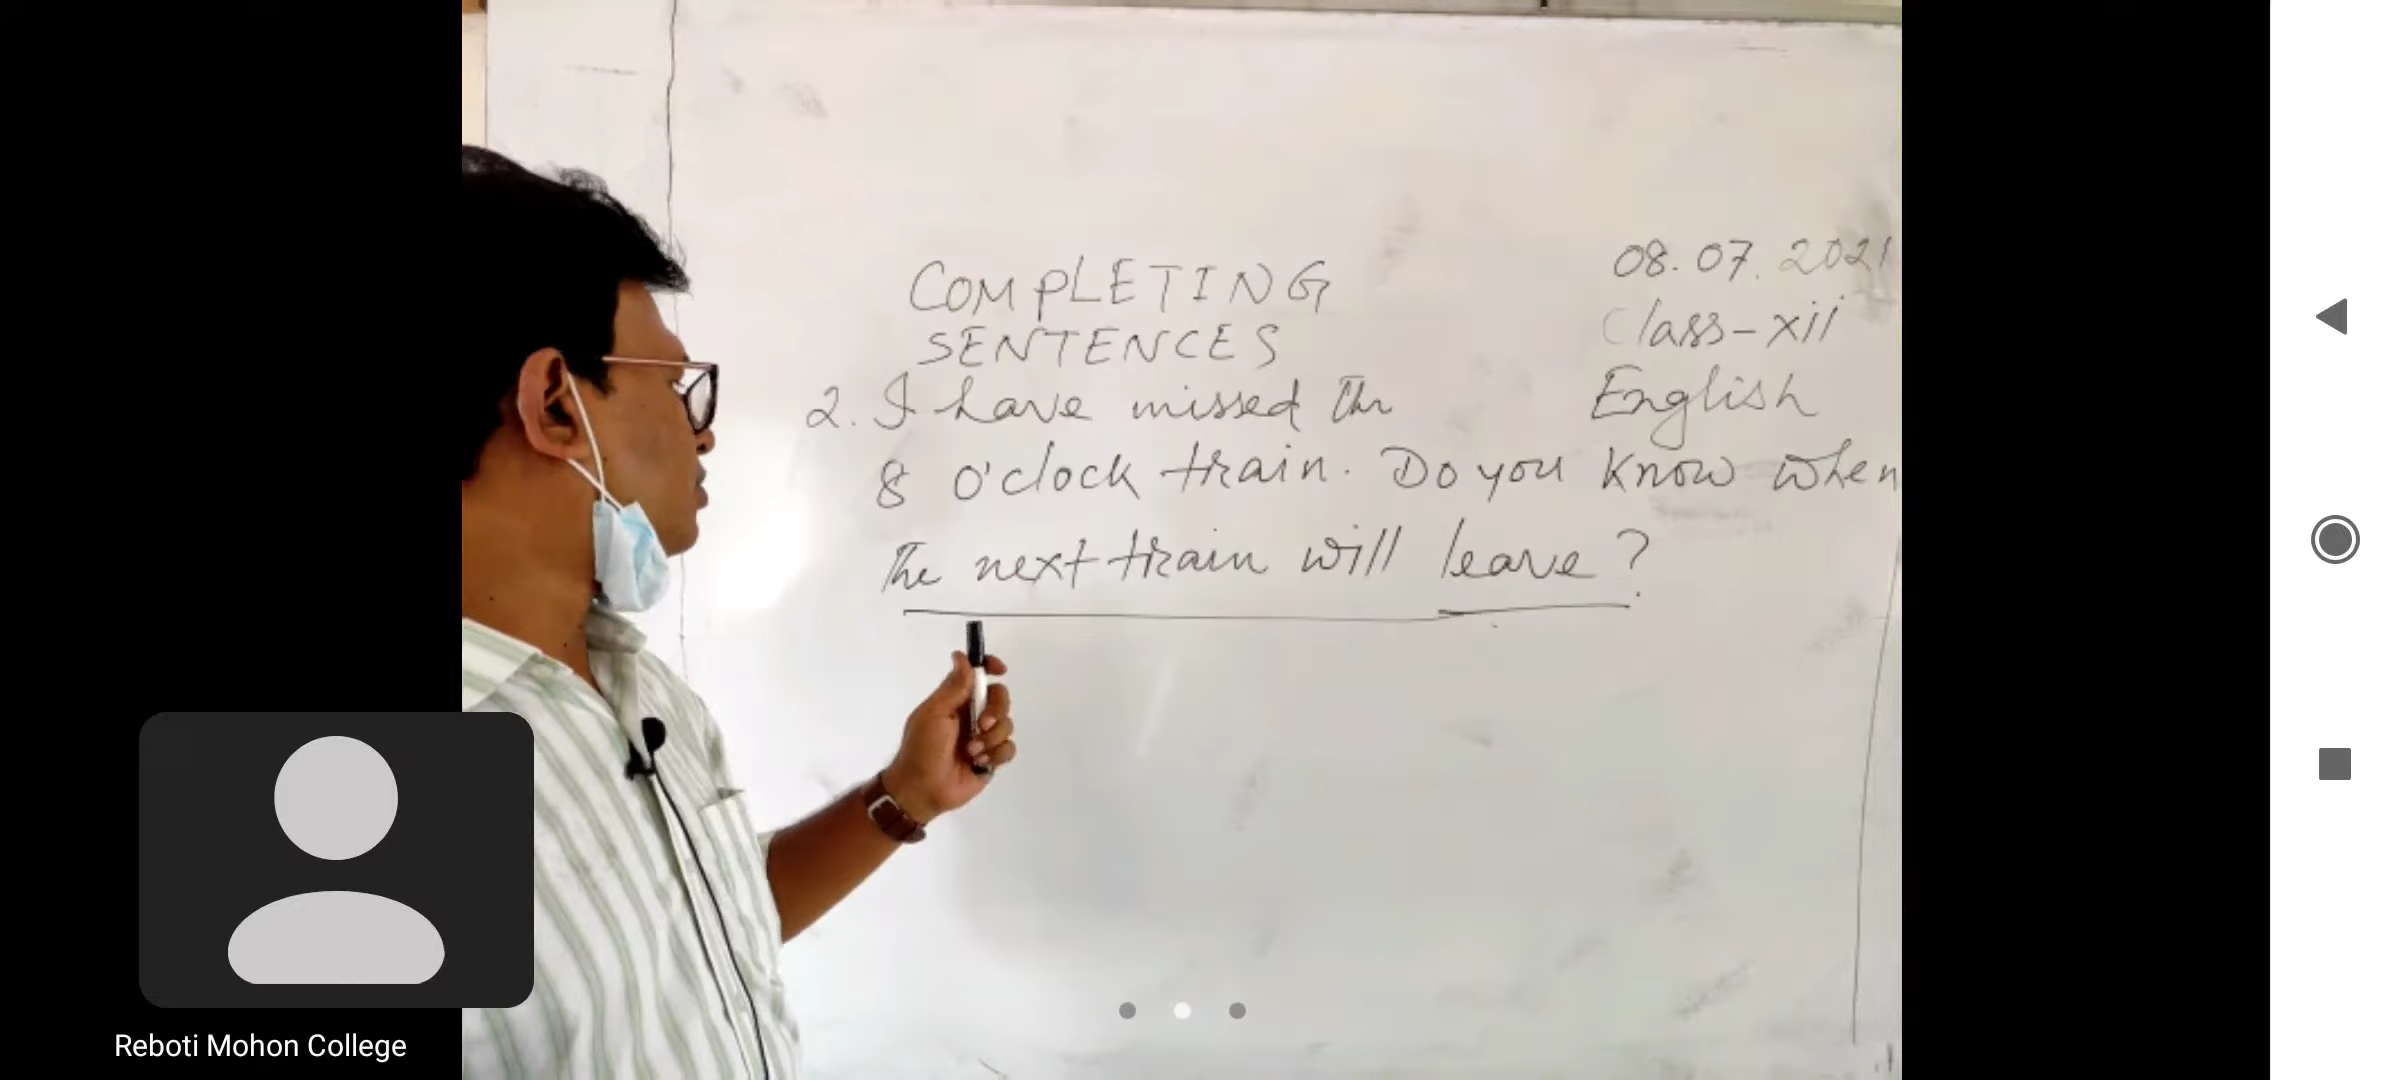 COMPLETING
SENTENCES
08.07.2021
Class-xii
English
2. I have missed the
8 o'clock train. Do you know when
the next train will leave?
Reboti Mohon College